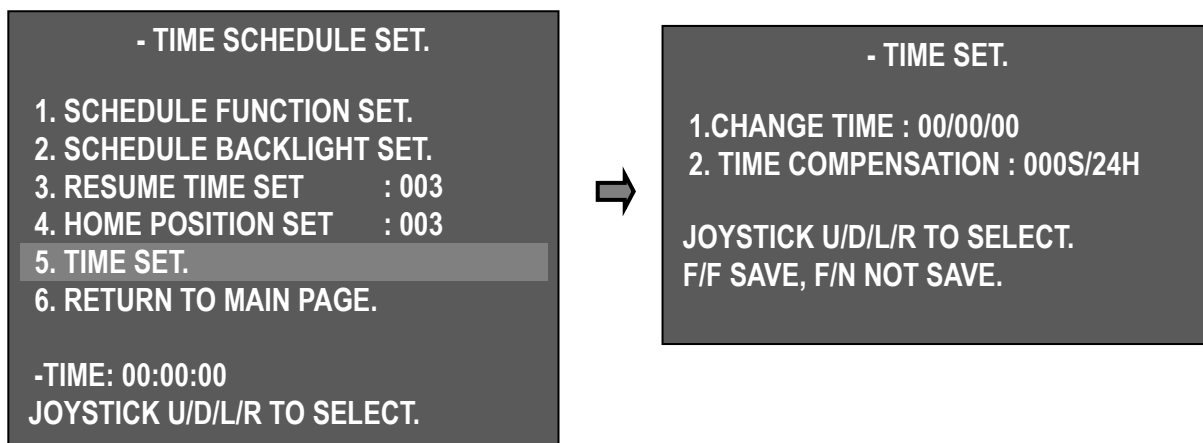 - TIME SCHEDULE SET.
1. SCHEDULE FUNCTION SET.
2. SCHEDULE BACKLIGHT SET.
3. RESUME TIME SET : 003
4. HOME POSITION SET : 003
5. TIME SET.
6. RETURN TO MAIN PAGE.
-TIME: 00:00:00
JOYSTICK U/D/L/R TO SELECT.
- TIME SET.
1.CHANGE TIME : 00/00/00
2. TIME COMPENSATION : 000S/24H
JOYSTICK U/D/L/R TO SELECT.
F/F SAVE, F/N NOT SAVE.